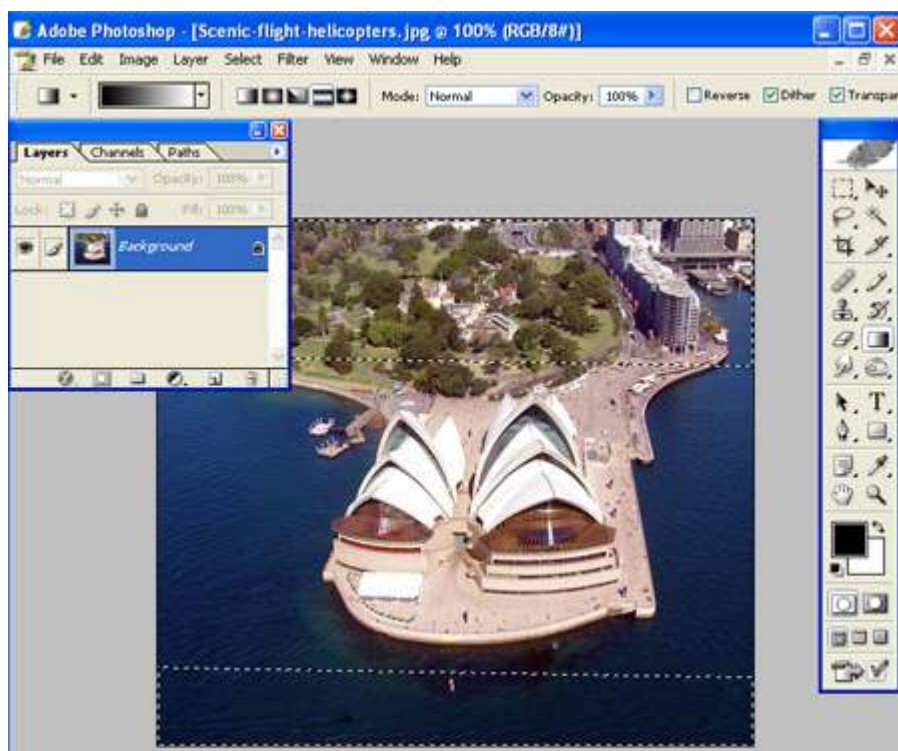 Adobe Photoshop - [Scenic-flight-helicopters.jpg @ 100% (RGB/8#)]
File Edit Image Layer Select Filter View Window Help
Mode: Normal Opacity: 100% Reverse Dither Transpar
Layers Channels Paths
Normal Opacity: 100%
Lock: Fill: 100%
Background
T